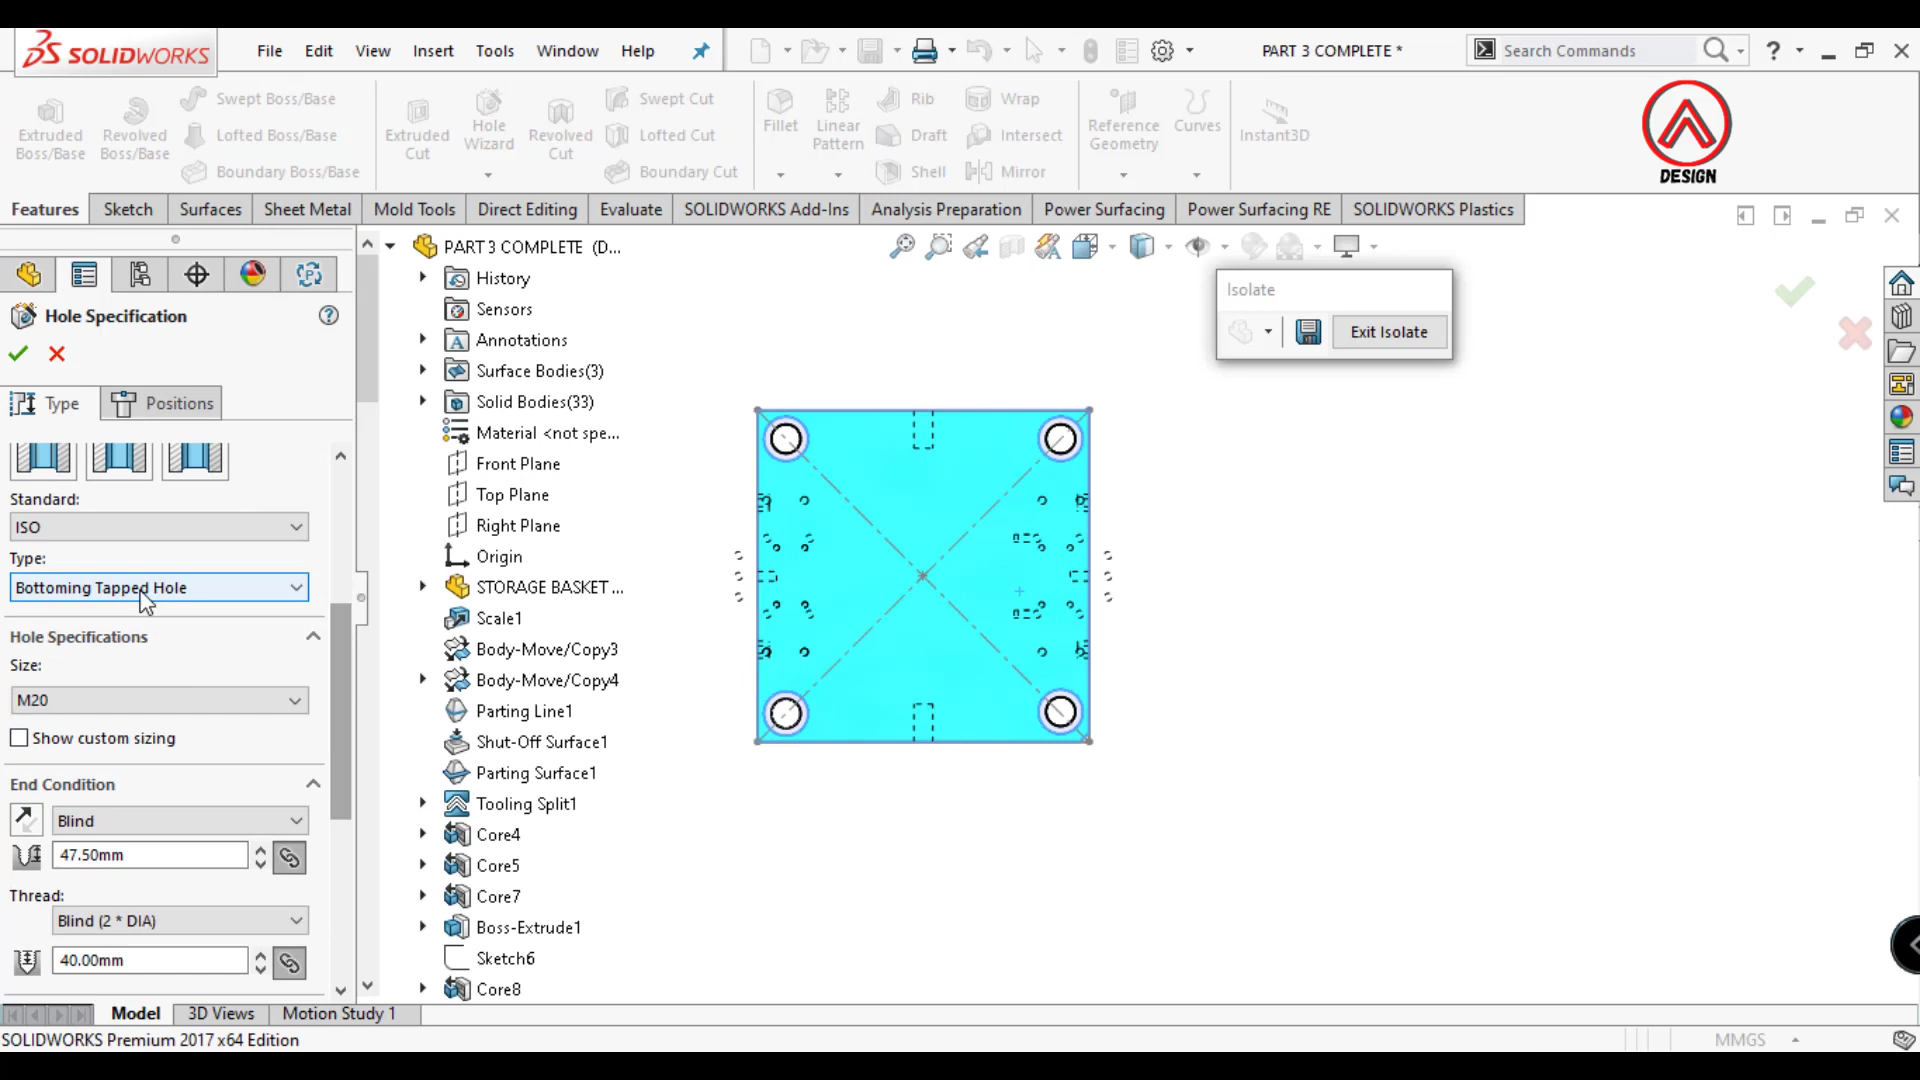 SOLIDWORKS
File Edit View Insert Tools Window Help
PART 3 COMPLETE *
Search Commands
?
Extruded Boss/Base
Revolved Boss/Base
Swept Boss/Base
Lofted Boss/Base
Boundary Boss/Base
Extruded Cut
Hole Wizard
Revolved Cut
Swept Cut
Lofted Cut
Boundary Cut
Fillet
Linear Pattern
Rib
Draft
Shell
Wrap
Intersect
Mirror
Reference Geometry
Curves
Instant3D
DESIGN
Features Sketch Surfaces Sheet Metal Mold Tools Direct Editing Evaluate SOLIDWORKS Add-Ins Analysis Preparation Power Surfacing Power Surfacing RE SOLIDWORKS Plastics
Hole Specification
?
Type Positions
Standard:
ISO
Type:
Bottoming Tapped Hole
Hole Specifications
Size:
M20
Show custom sizing
End Condition
Blind
47.50mm
Thread:
Blind (2 * DIA)
40.00mm
PART 3 COMPLETE (D...
History
Sensors
Annotations
Surface Bodies(3)
Solid Bodies(33)
Material <not spe...
Front Plane
Top Plane
Right Plane
Origin
STORAGE BASKET ...
Scale1
Body-Move/Copy3
Body-Move/Copy4
Parting Line1
Shut-Off Surface1
Parting Surface1
Tooling Split1
Core4
Core5
Core7
Boss-Extrude1
Sketch6
Core8
Isolate
Exit Isolate
Model 3D Views Motion Study 1
SOLIDWORKS Premium 2017 x64 Edition
MMGS